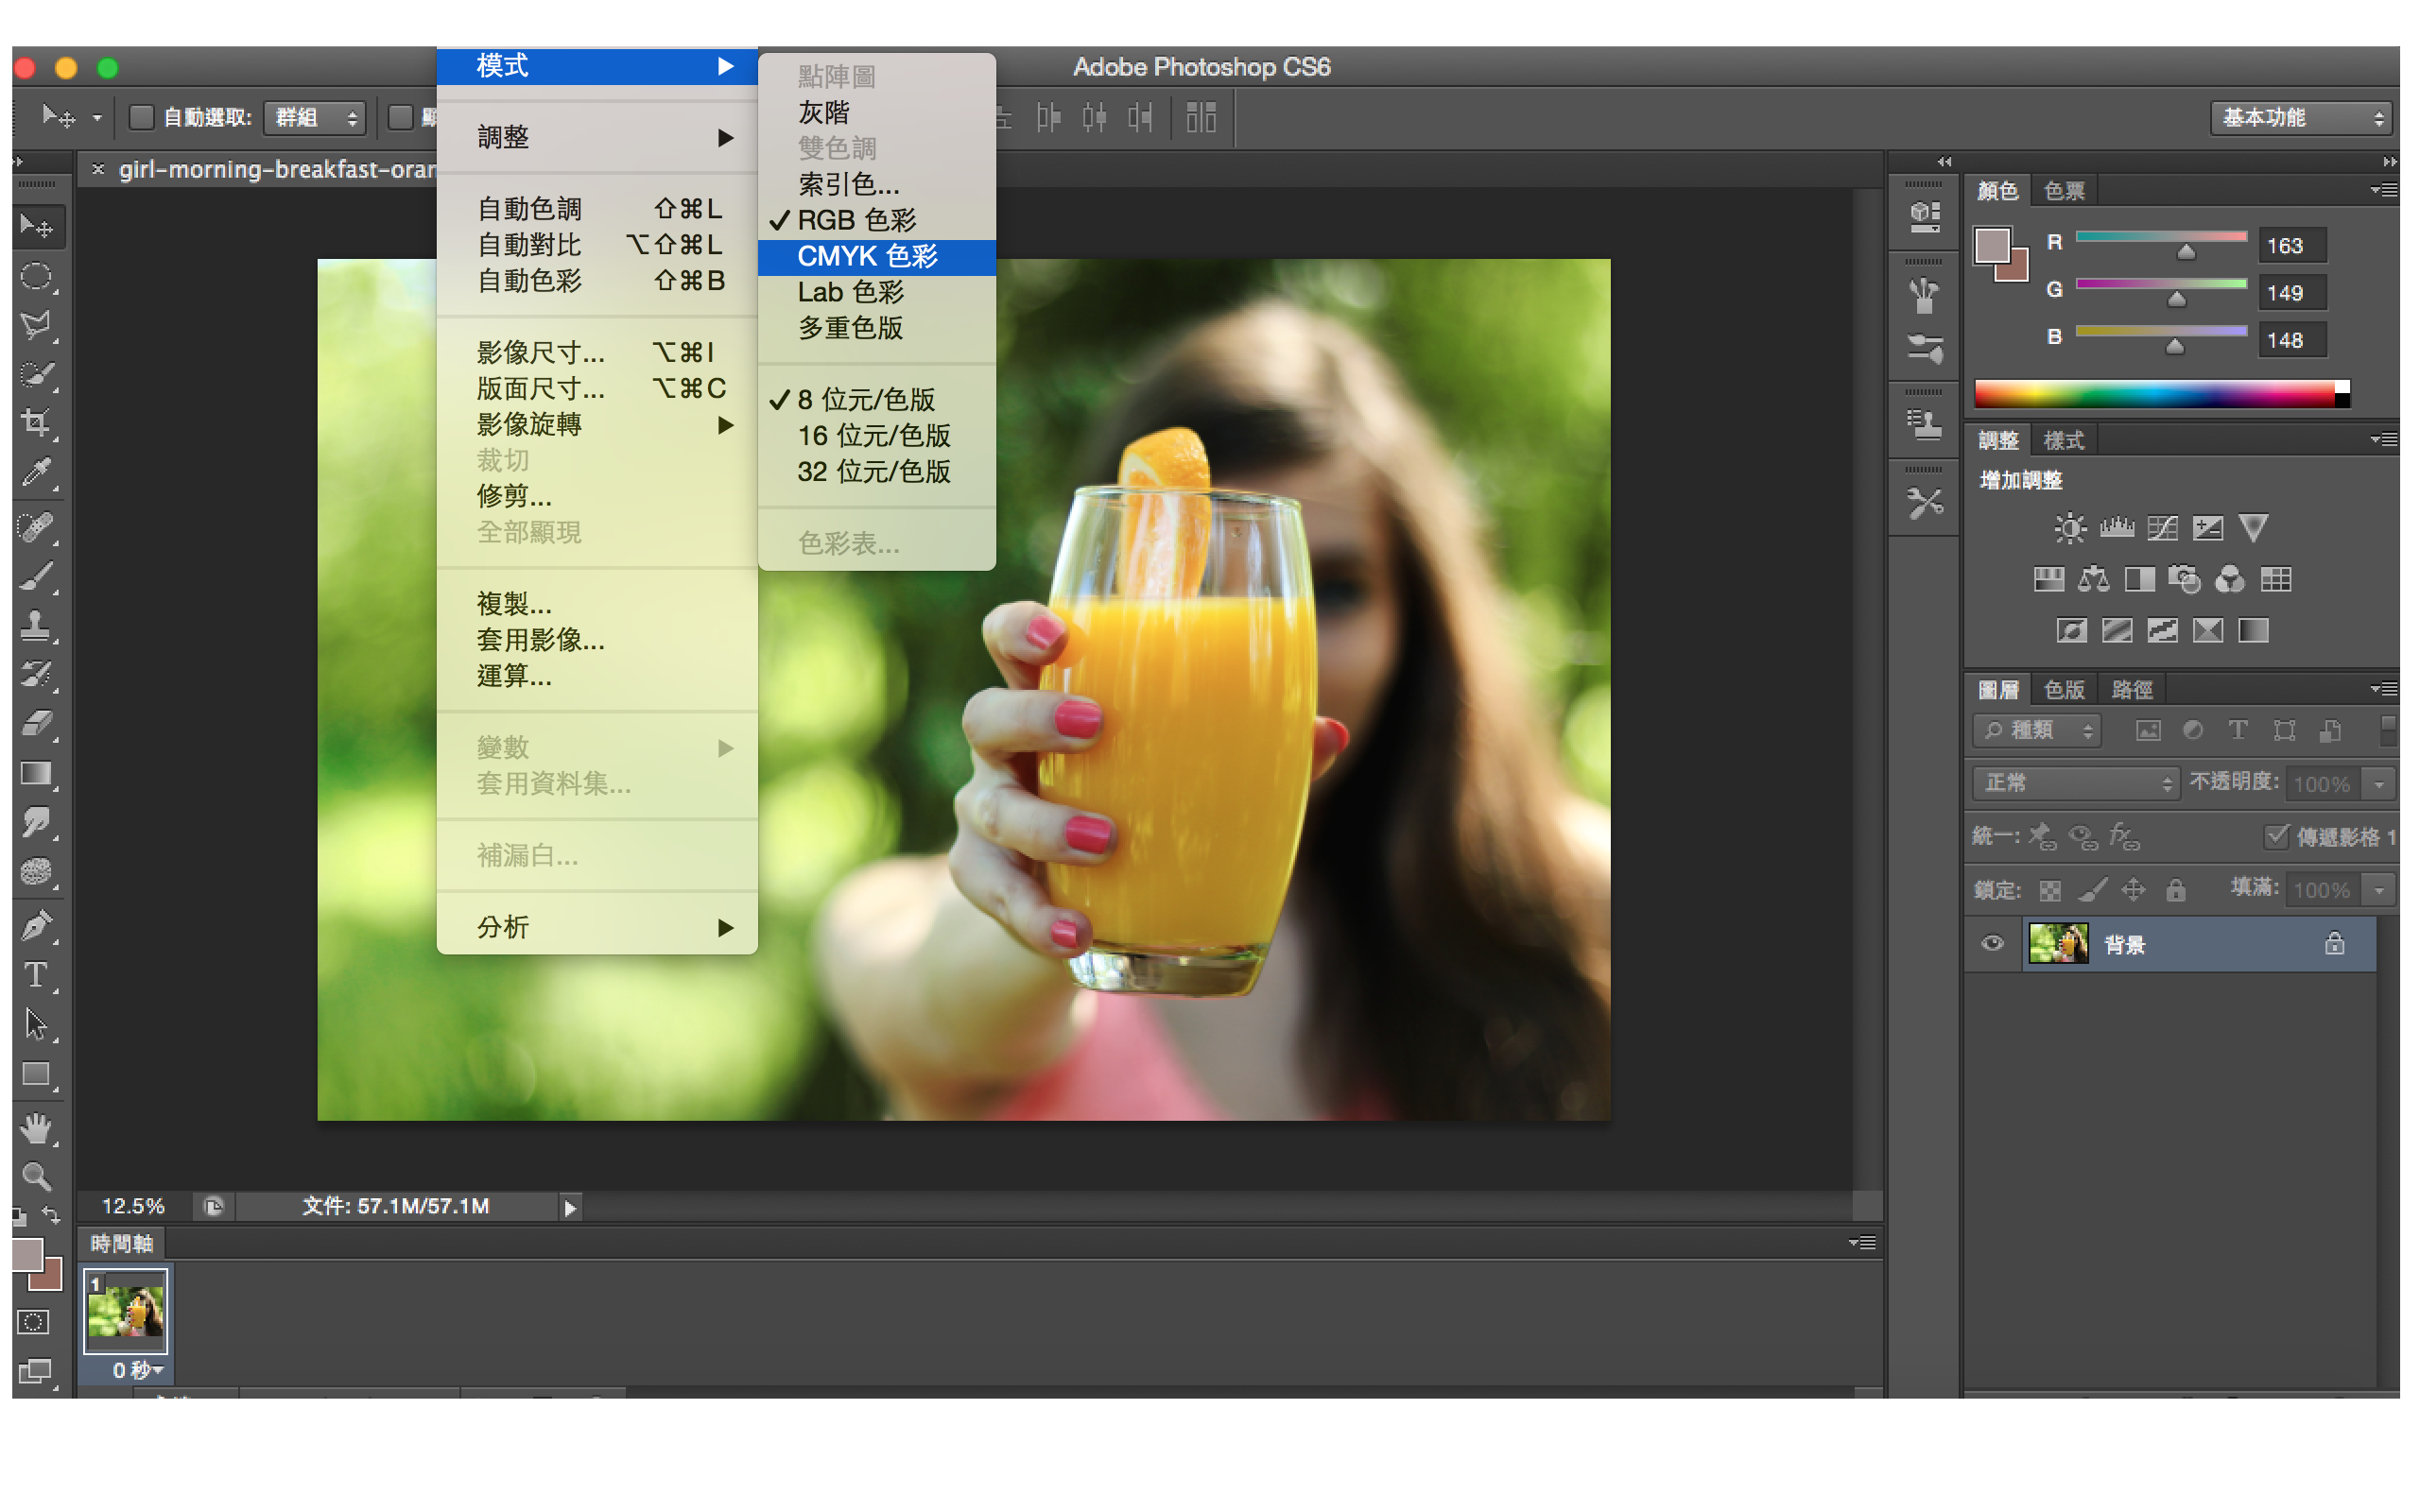 Adobe Photoshop CS6
自動選取: 群組
基本功能
girl-morning-breakfast-oran
模式
調整
自動色調 ⇧⌘L
自動對比 ⌥⇧⌘L
自動色彩 ⇧⌘B
影像尺寸... ⌥⌘I
版面尺寸... ⌥⌘C
影像旋轉
裁切
修剪...
全部顯現
複製...
套用影像...
運算...
變數
套用資料集...
補漏白...
分析
點陣圖
灰階
雙色調
索引色...
✓ RGB 色彩
CMYK 色彩
Lab 色彩
多重色版
✓ 8 位元/色版
16 位元/色版
32 位元/色版
色彩表...
顏色 色票
R 163
G 149
B 148
調整 樣式
增加調整
圖層 色版 路徑
種類
正常 不透明度: 100%
統一: 傳遞影格 1
鎖定: 填滿: 100%
背景
12.5% 文件: 57.1M/57.1M
時間軸
1
0 秒